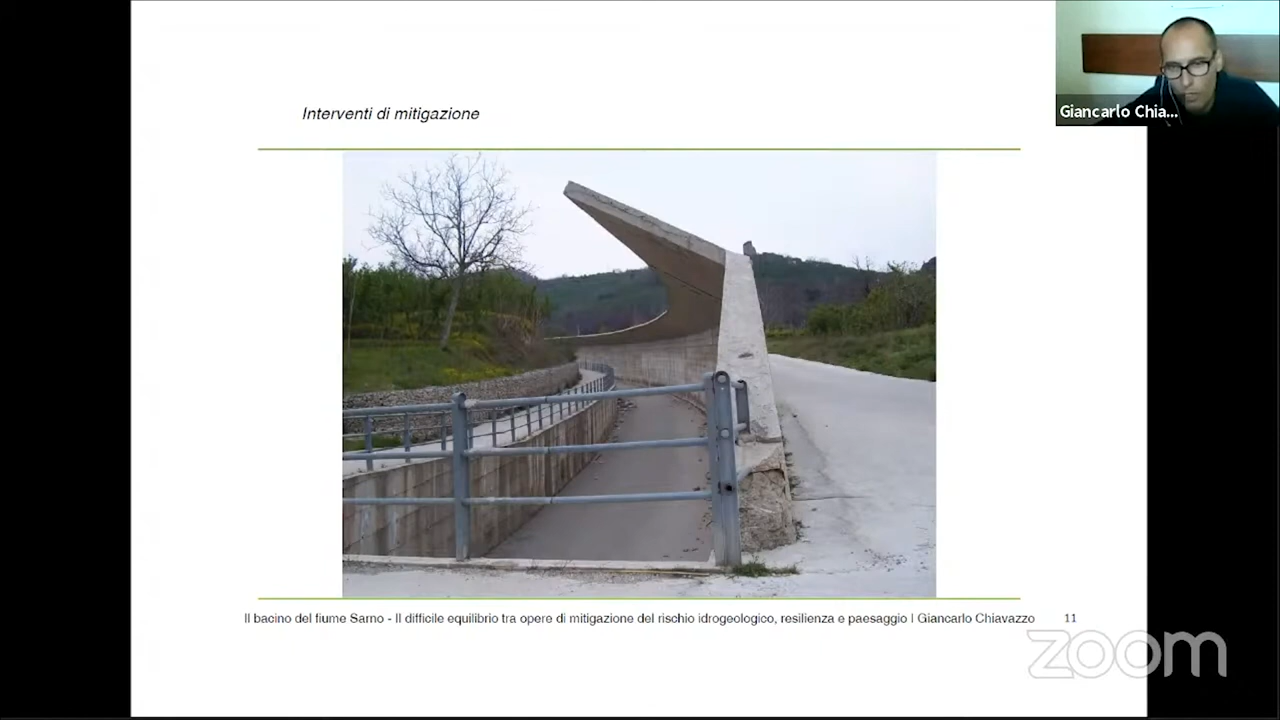 Giancarlo Chia...
Interventi di mitigazione
Il bacino del fiume Sarno - Il difficile equilibrio tra opere di mitigazione del rischio idrogeologico, resilienza e paesaggio I Giancarlo Chiavazzo 11
zoom